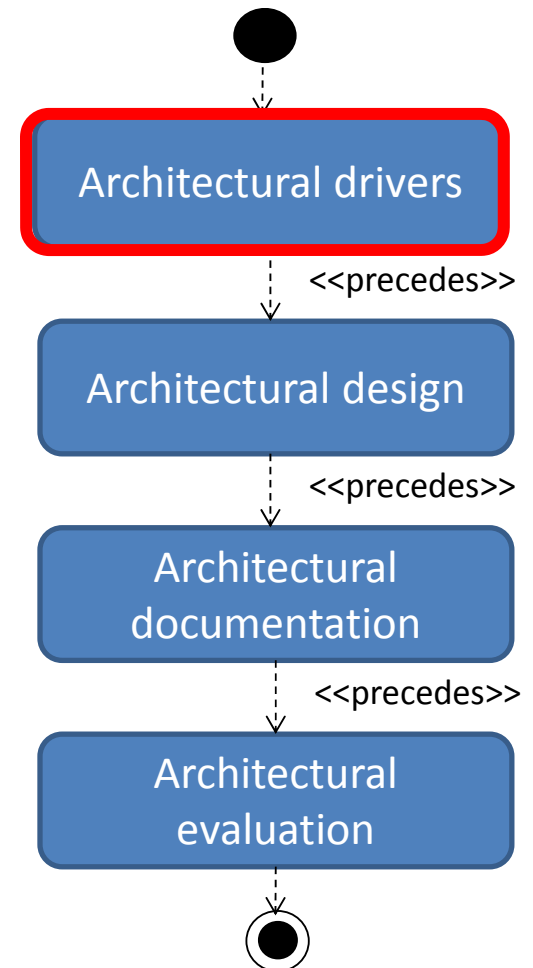 Architectural drivers
<<precedes>>
Architectural design
<<precedes>>
Architectural
documentation
<<precedes>>
Architectural
evaluation